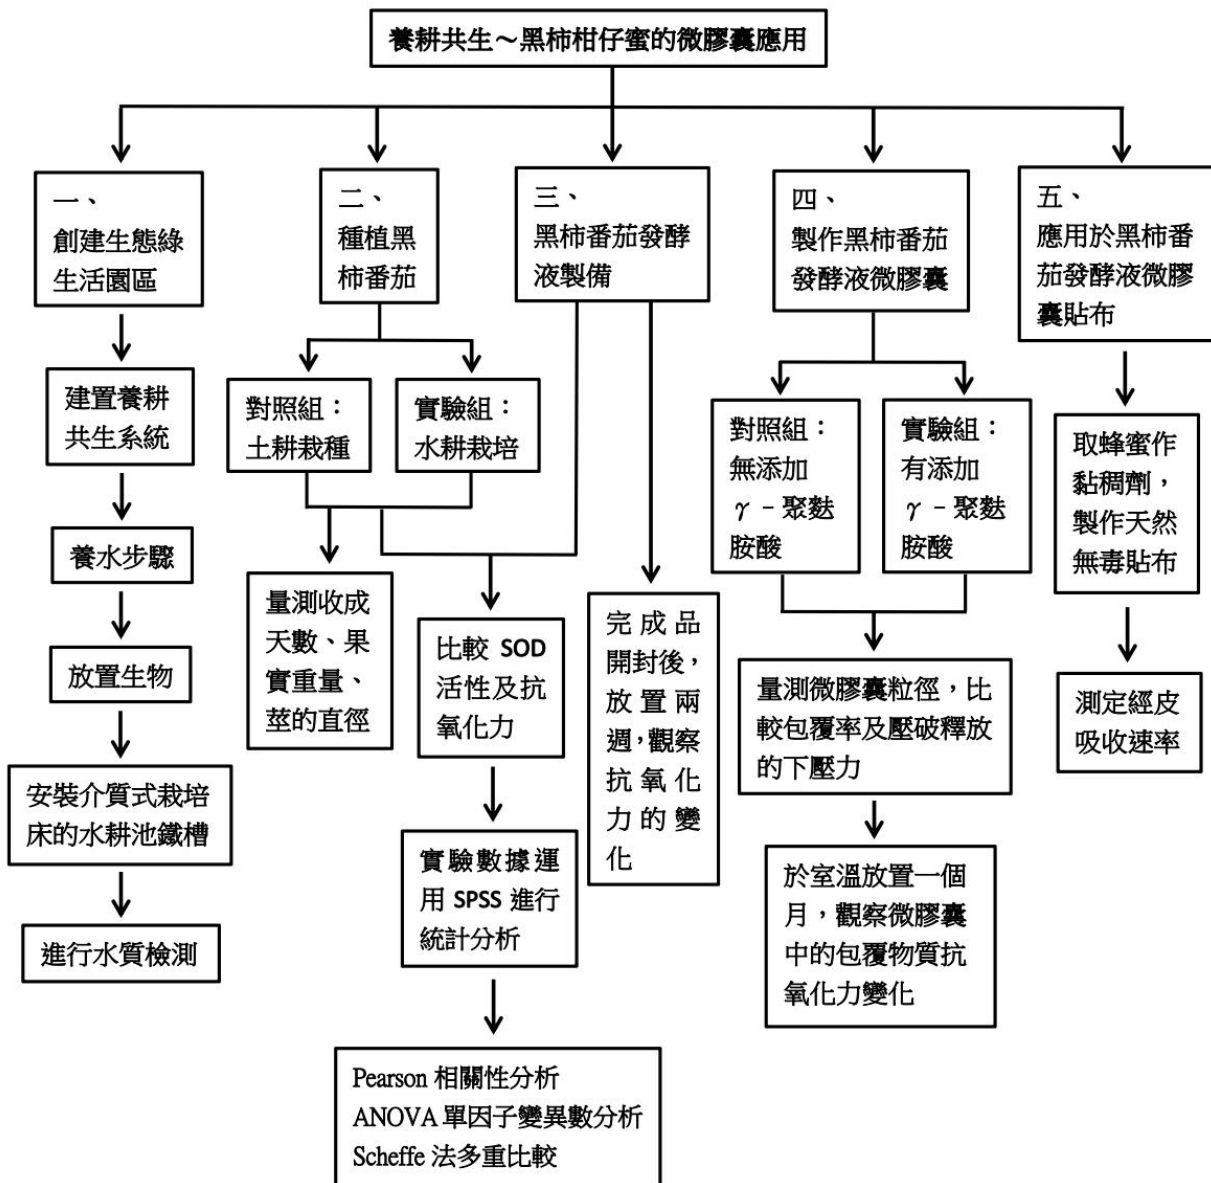 養耕共生～黑柿柑仔蜜的微膠囊應用
一、
創建生態綠
生活園區
建置養耕
共生系統
養水步驟
放置生物
安裝介質式栽培
床的水耕池鐵槽
進行水質檢測
二、
種植黑
柿番茄
對照組：
土耕栽種
實驗組：
水耕栽培
量測收成
天數、果
實重量、
莖的直徑
三、
黑柿番茄發酵
液製備
比較 SOD
活性及抗
氧化力
實驗數據運
用 SPSS 進行
統計分析
Pearson 相關性分析
ANOVA 單因子變異數分析
Scheffe 法多重比較
完成品
開封後，
放置兩
週，觀察
抗氧化
力的變
化
四、
製作黑柿番茄
發酵液微膠囊
對照組：
無添加
γ－聚麩
胺酸
實驗組：
有添加
γ－聚麩
胺酸
量測微膠囊粒徑，比
較包覆率及壓破釋放
的下壓力
於室溫放置一個
月，觀察微膠囊
中的包覆物質抗
氧化力變化
五、
應用於黑柿番
茄發酵液微膠
囊貼布
取蜂蜜作
黏稠劑，
製作天然
無毒貼布
測定經皮
吸收速率